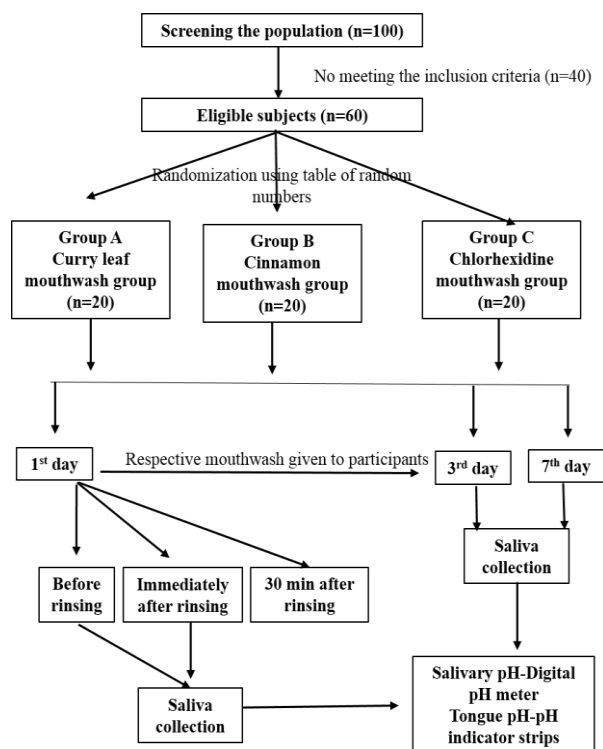 Screening the population (n=100)
No meeting the inclusion criteria (n=40)
Eligible subjects (n=60)
Randomization using table of random
numbers
Group A
Curry leaf
mouthwash group
(n=20)
Group B
Cinnamon
mouthwash group
(n=20)
Group C
Chlorhexidine
mouthwash group
(n=20)
1st day
Respective mouthwash given to participants
3rd day
7th day
Before
rinsing
Immediately
after rinsing
30 min after
rinsing
Saliva
collection
Saliva
collection
Salivary pH-Digital
pH meter
Tongue pH-pH
indicator strips